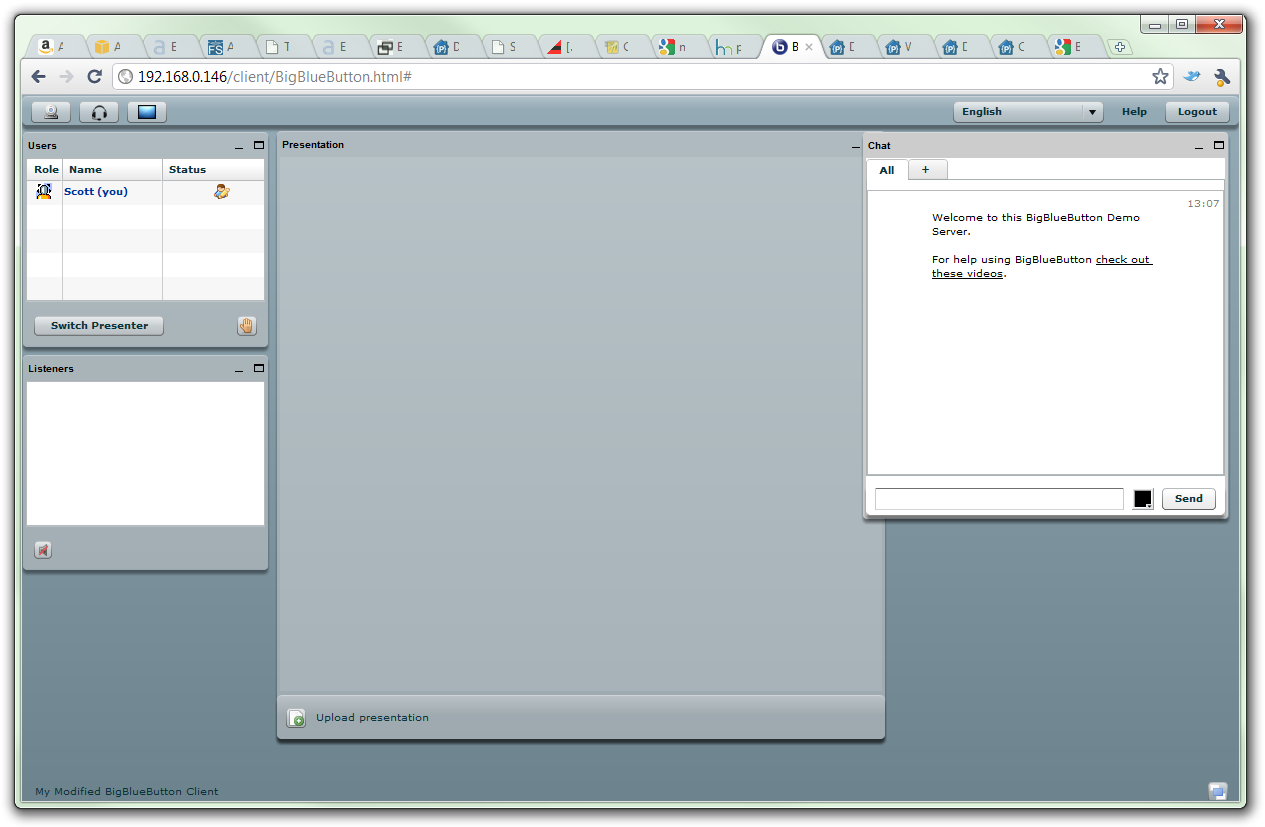 A
A
E
FS A
T
E
E
D
S
[.
C
n
p
B
D
V
D
C
E
192.168.0.146/client/BigBlueButton.html#
English
Help
Logout
Users
Role Name Status
Scott (you)
Switch Presenter
Listeners
Presentation
Upload presentation
Chat
All
+
13:07
Welcome to this BigBlueButton Demo
Server.
For help using BigBlueButton check out
these videos.
Send
My Modified BigBlueButton Client